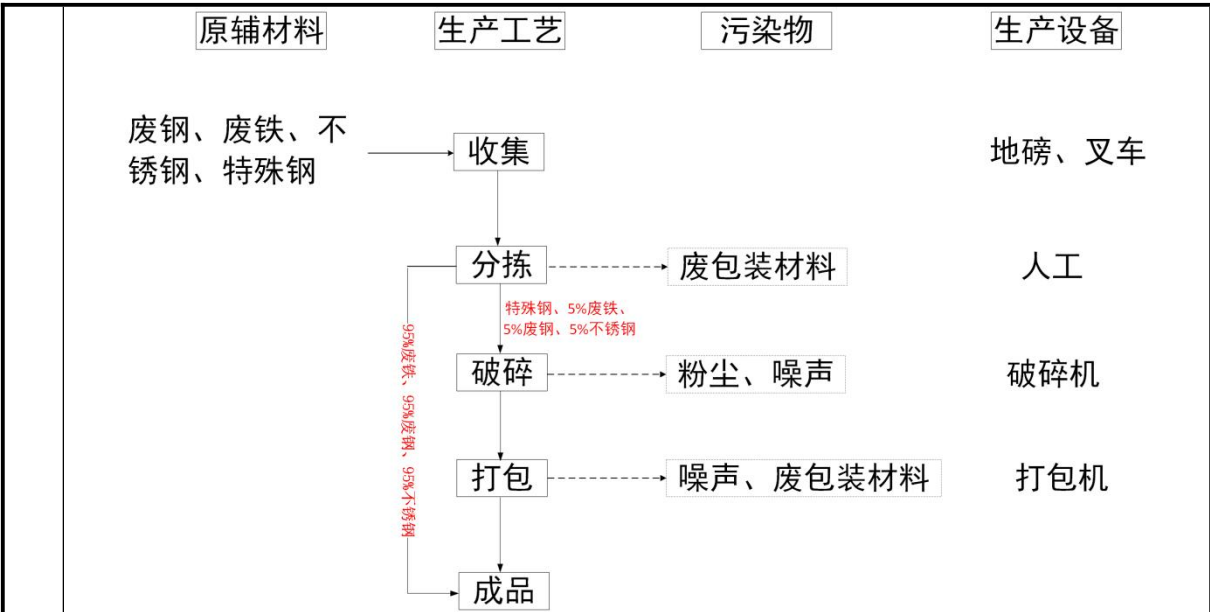 原辅材料
生产工艺
污染物
生产设备
废钢、废铁、不
锈钢、特殊钢
收集
地磅、叉车
分拣
废包装材料
人工
特殊钢、5%废铁、
5%废钢、5%不锈钢
95%废铁、95%废钢、95%不锈钢
破碎
粉尘、噪声
破碎机
打包
噪声、废包装材料
打包机
成品